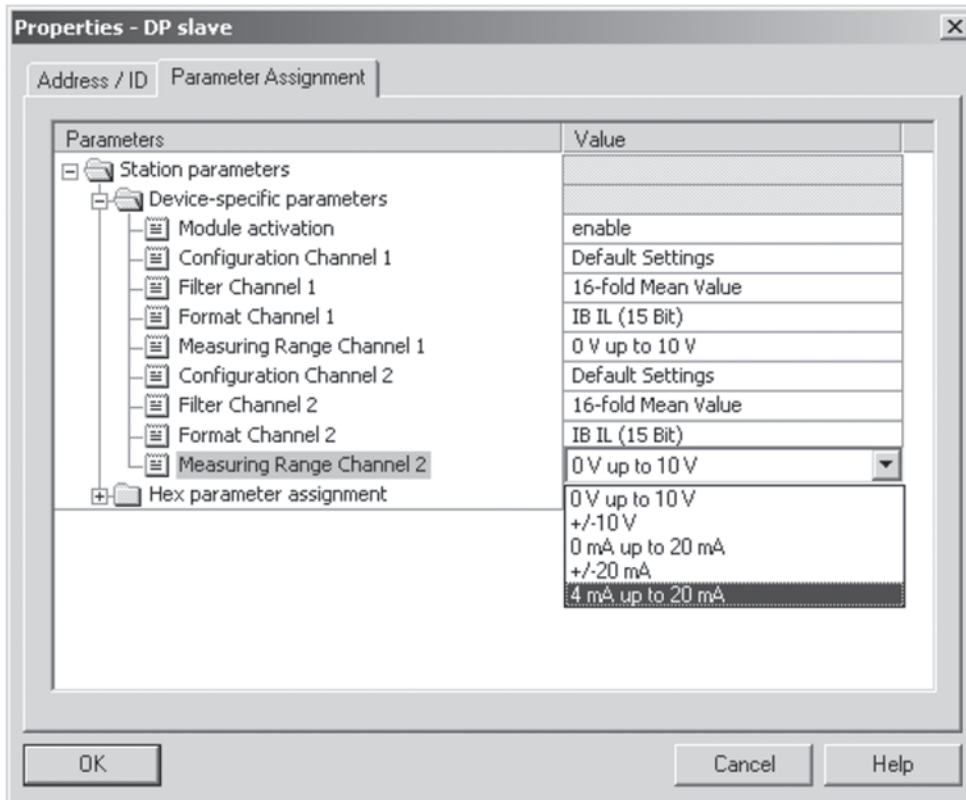 Properties - DP slave
Address / ID Parameter Assignment
Parameters Value
Station parameters
Device-specific parameters
Module activation enable
Configuration Channel 1 Default Settings
Filter Channel 1 16-fold Mean Value
Format Channel 1 IB IL (15 Bit)
Measuring Range Channel 1 0 V up to 10 V
Configuration Channel 2 Default Settings
Filter Channel 2 16-fold Mean Value
Format Channel 2 IB IL (15 Bit)
Measuring Range Channel 2 0 V up to 10 V
Hex parameter assignment
0 V up to 10 V
+/-10 V
0 mA up to 20 mA
+/-20 mA
4 mA up to 20 mA
OK Cancel Help